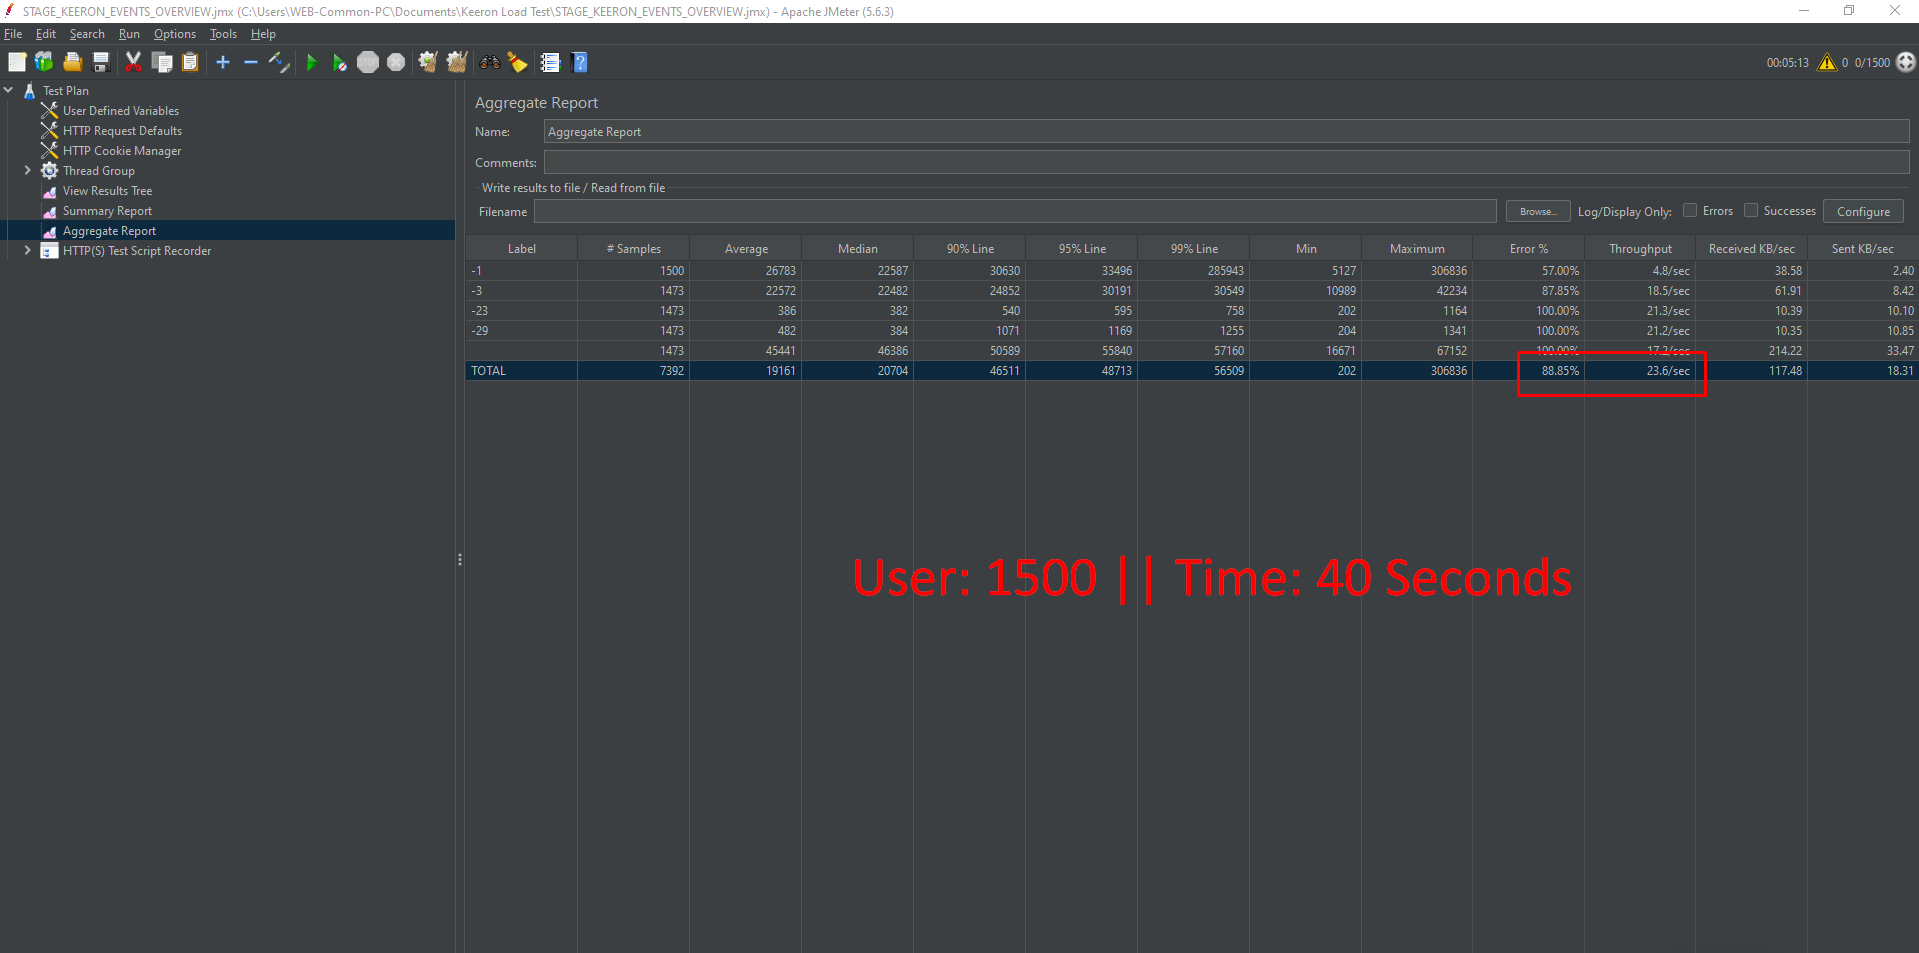 STAGE_KEERON_EVENTS_OVERVIEW.jmx (C:\Users\WEB-Common-PC\Documents\Keeron Load Test\STAGE_KEERON_EVENTS_OVERVIEW.jmx) - Apache JMeter (5.6.3)
File Edit Search Run Options Tools Help
00:05:13 0 0/1500
Test Plan
User Defined Variables
HTTP Request Defaults
HTTP Cookie Manager
Thread Group
View Results Tree
Summary Report
Aggregate Report
HTTP(S) Test Script Recorder
Aggregate Report
Name: Aggregate Report
Comments:
Write results to file / Read from file
Filename Browse... Log/Display Only: Errors Successes Configure
Label # Samples Average Median 90% Line 95% Line 99% Line Min Maximum Error % Throughput Received KB/sec Sent KB/sec
-1 1500 26783 22587 30630 33496 285943 5127 306836 57.00% 4.8/sec 38.58 2.40
-3 1473 22572 22482 24852 30191 30549 10989 42234 87.85% 18.5/sec 61.91 8.42
-23 1473 386 382 540 595 758 202 1164 100.00% 21.3/sec 10.39 10.10
-29 1473 482 384 1071 1169 1255 204 1341 100.00% 21.2/sec 10.35 10.85
1473 45441 46386 50589 55840 57160 16671 67152 100.00% 17.2/sec 214.22 33.47
TOTAL 7392 19161 20704 46511 48713 56509 202 306836 88.85% 23.6/sec 117.48 18.31
User: 1500 || Time: 40 Seconds